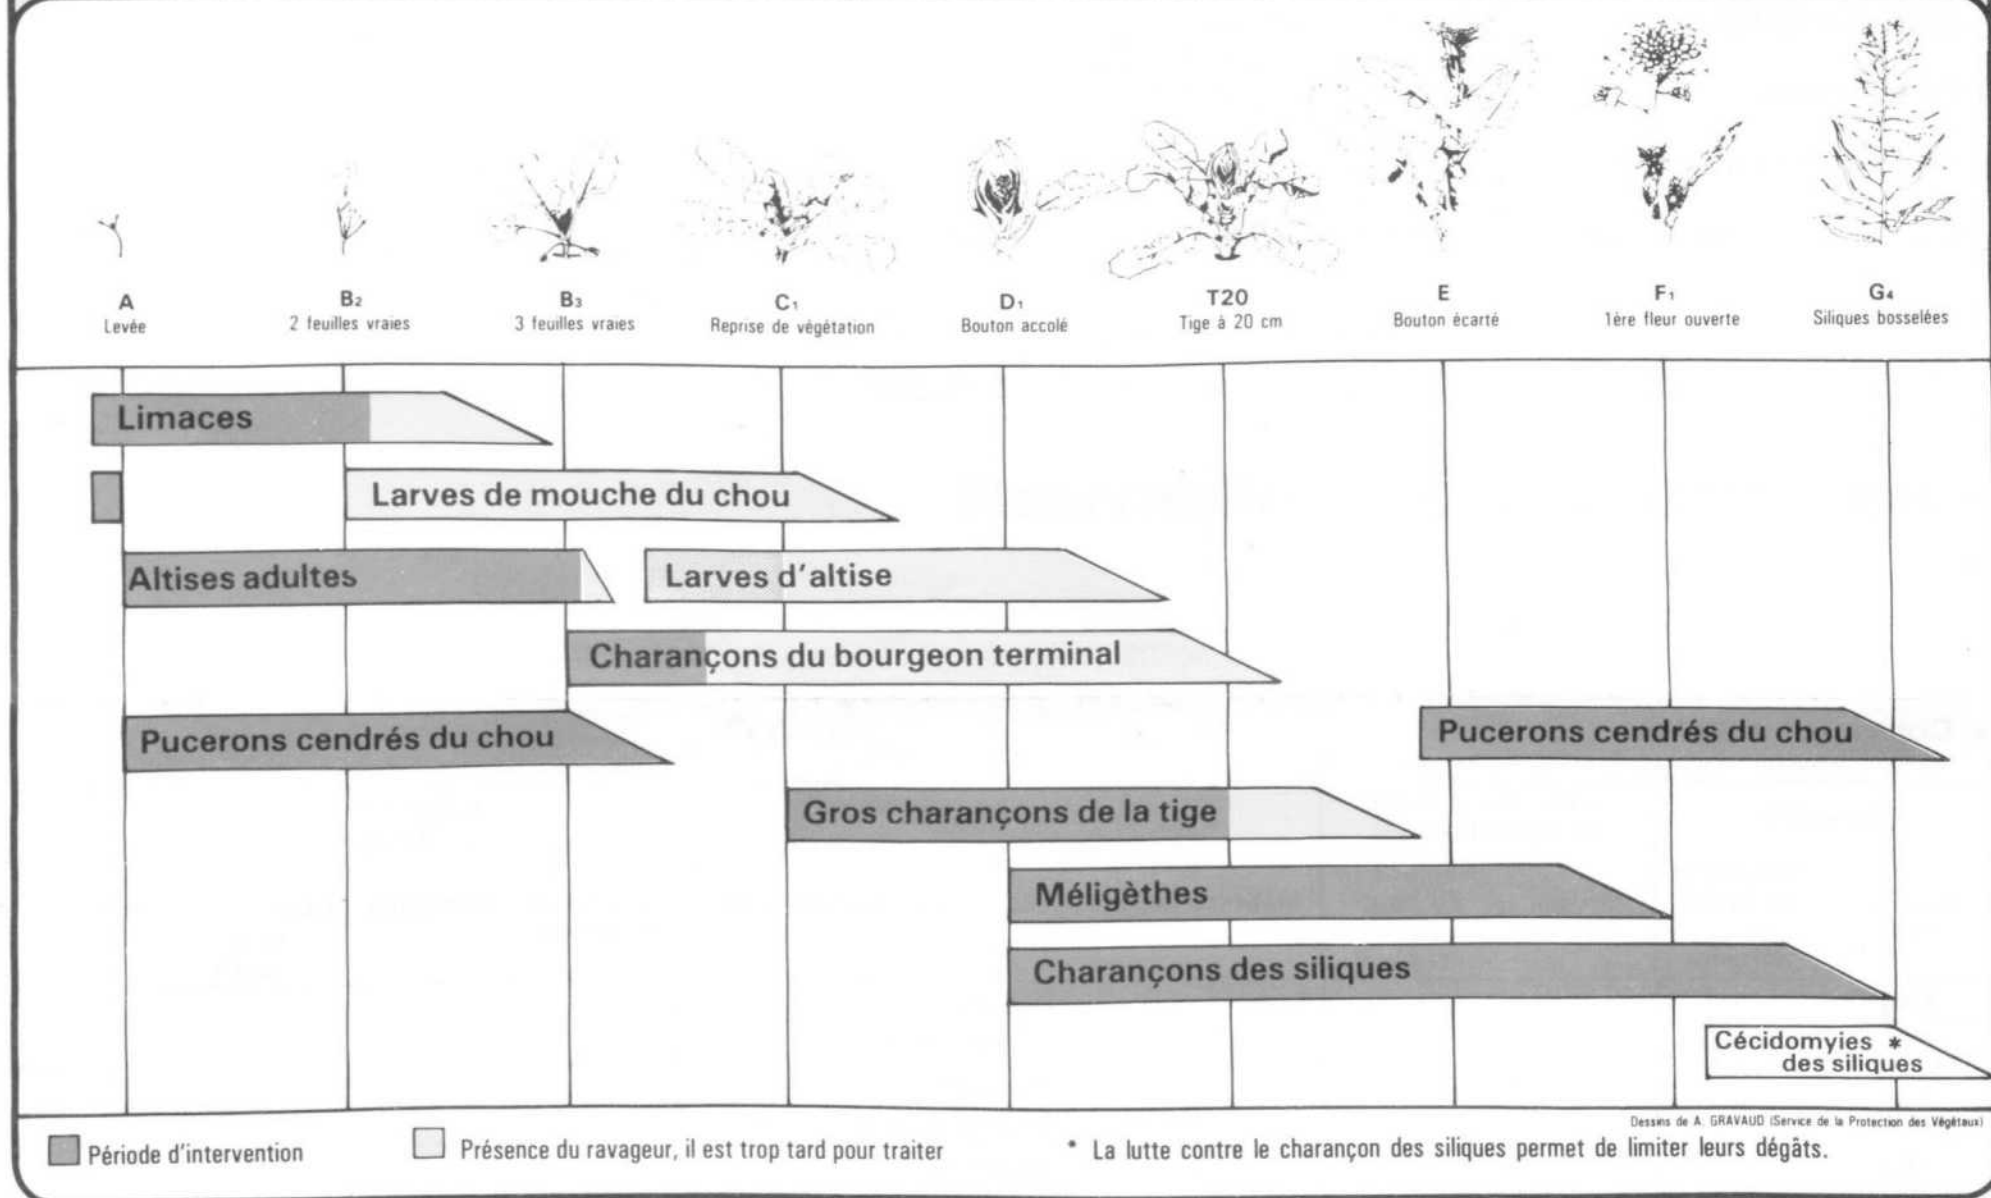 A
Levée
B2
2 feuilles vraies
B3
3 feuilles vraies
C1
Reprise de végétation
D1
Bouton accolé
T20
Tige à 20 cm
E
Bouton écarté
F1
1ère fleur ouverte
G4
Siliques bosselées
Limaces
Larves de mouche du chou
Altises adultes
Larves d'altise
Charançons du bourgeon terminal
Pucerons cendrés du chou
Pucerons cendrés du chou
Gros charançons de la tige
Méligèthes
Charançons des siliques
Cécidomyies *
des siliques
Dessins de A. GRAVAUD (Service de la Protection des Végétaux)
Période d'intervention
Présence du ravageur, il est trop tard pour traiter
* La lutte contre le charançon des siliques permet de limiter leurs dégâts.